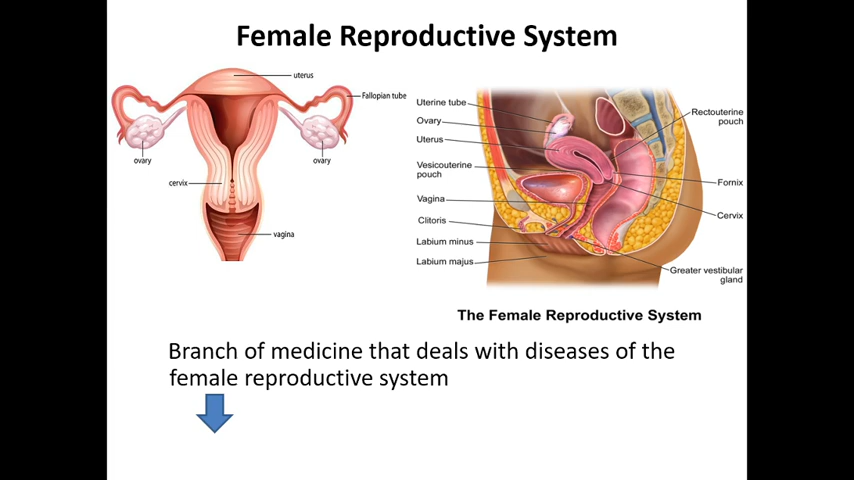 Female Reproductive System
uterus
Fallopian tube
ovary
ovary
cervix
vagina
Uterine tube
Ovary
Uterus
Vesicouterine
pouch
Vagina
Clitoris
Labium minus
Labium majus
Rectouterine
pouch
Fornix
Cervix
Greater vestibular
gland
The Female Reproductive System
Branch of medicine that deals with diseases of the
female reproductive system